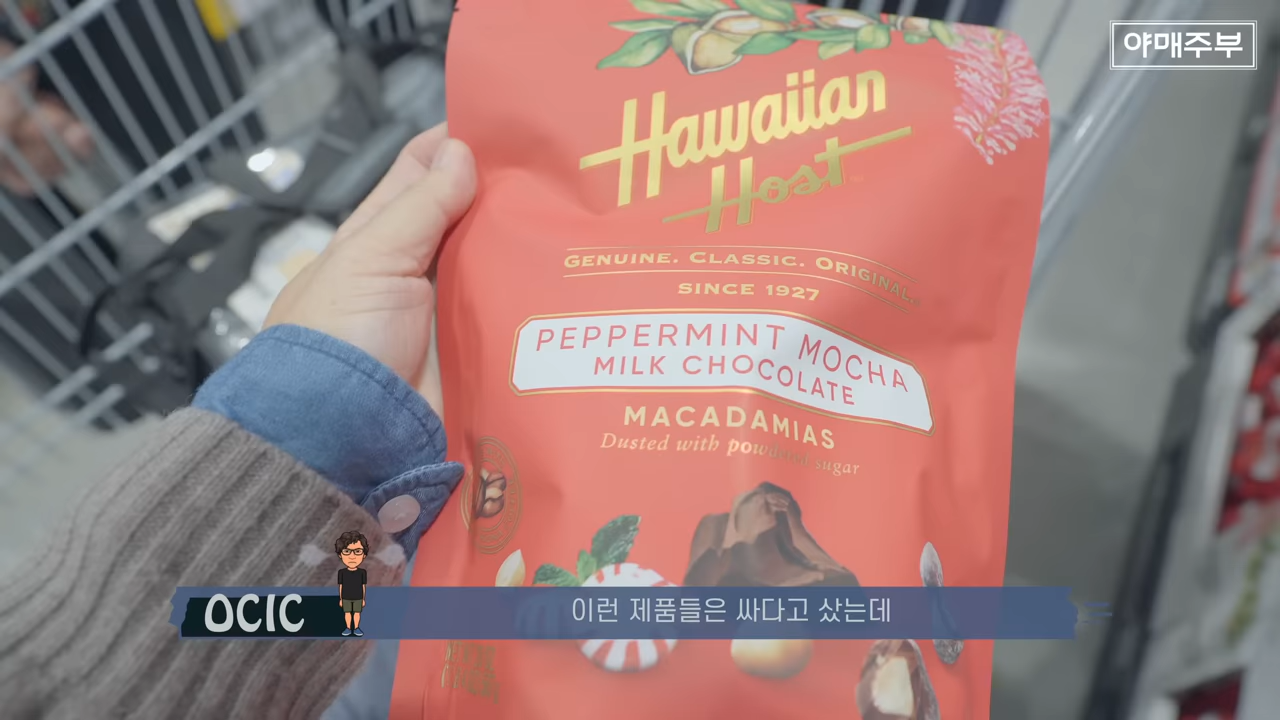 야매주부
Hawaiian
Host
GENUINE. CLASSIC. ORIGINAL.
SINCE 1927
PEPPERMINT MOCHA
MILK CHOCOLATE
MACADAMIAS
Dusted with powdered sugar
OCIC
이런 제품들은 싸다고 샀는데